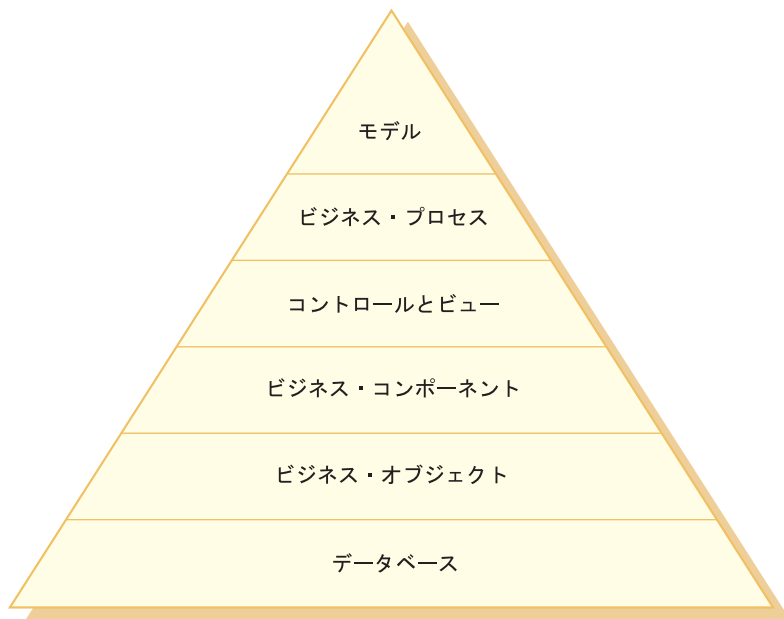 モデル
ビジネス・プロセス
コントロールとビュー
ビジネス・コンポーネント
ビジネス・オブジェクト
データベース